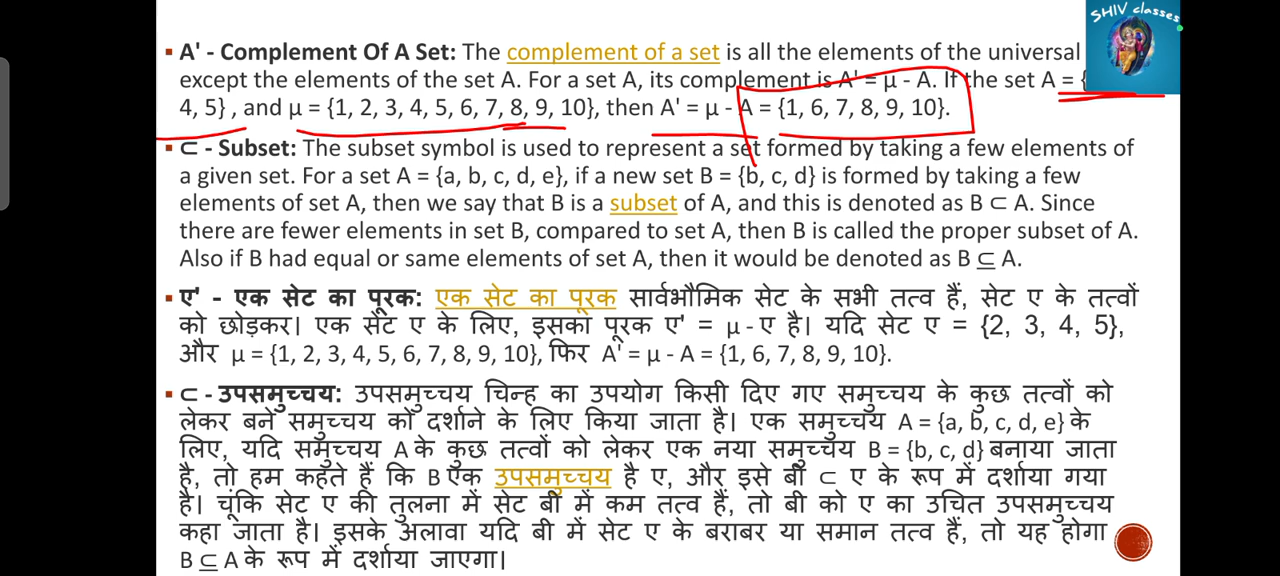 SHIV classes
▪ A' - Complement Of A Set: The complement of a set is all the elements of the universal
except the elements of the set A. For a set A, its complement is A' = μ - A. If the set A = {
4, 5} , and μ = {1, 2, 3, 4, 5, 6, 7, 8, 9, 10}, then A' = μ - A = {1, 6, 7, 8, 9, 10}.
▪ ⊂ - Subset: The subset symbol is used to represent a set formed by taking a few elements of
a given set. For a set A = {a, b, c, d, e}, if a new set B = {b, c, d} is formed by taking a few
elements of set A, then we say that B is a subset of A, and this is denoted as B ⊂ A. Since
there are fewer elements in set B, compared to set A, then B is called the proper subset of A.
Also if B had equal or same elements of set A, then it would be denoted as B ⊆ A.
▪ ए' - एक सेट का पूरक: एक सेट का पूरक सार्वभौमिक सेट के सभी तत्व हैं, सेट ए के तत्वों
को छोड़कर। एक सेट ए के लिए, इसका पूरक ए' = μ - ए है। यदि सेट ए = {2, 3, 4, 5},
और μ = {1, 2, 3, 4, 5, 6, 7, 8, 9, 10}, फिर A' = μ - A = {1, 6, 7, 8, 9, 10}.
▪ ⊂ - उपसमुच्चय: उपसमुच्चय चिन्ह का उपयोग किसी दिए गए समुच्चय के कुछ तत्वों को
लेकर बने समुच्चय को दर्शाने के लिए किया जाता है। एक समुच्चय A = {a, b, c, d, e} के
लिए, यदि समुच्चय A के कुछ तत्वों को लेकर एक नया समुच्चय B = {b, c, d} बनाया जाता
है, तो हम कहते हैं कि B एक उपसमुच्चय है ए, और इसे बी ⊂ ए के रूप में दर्शाया गया
है। चूंकि सेट ए की तुलना में सेट बी में कम तत्व हैं, तो बी को ए का उचित उपसमुच्चय
कहा जाता है। इसके अलावा यदि बी में सेट ए के बराबर या समान तत्व हैं, तो यह होगा
B ⊆ A के रूप में दर्शाया जाएगा।